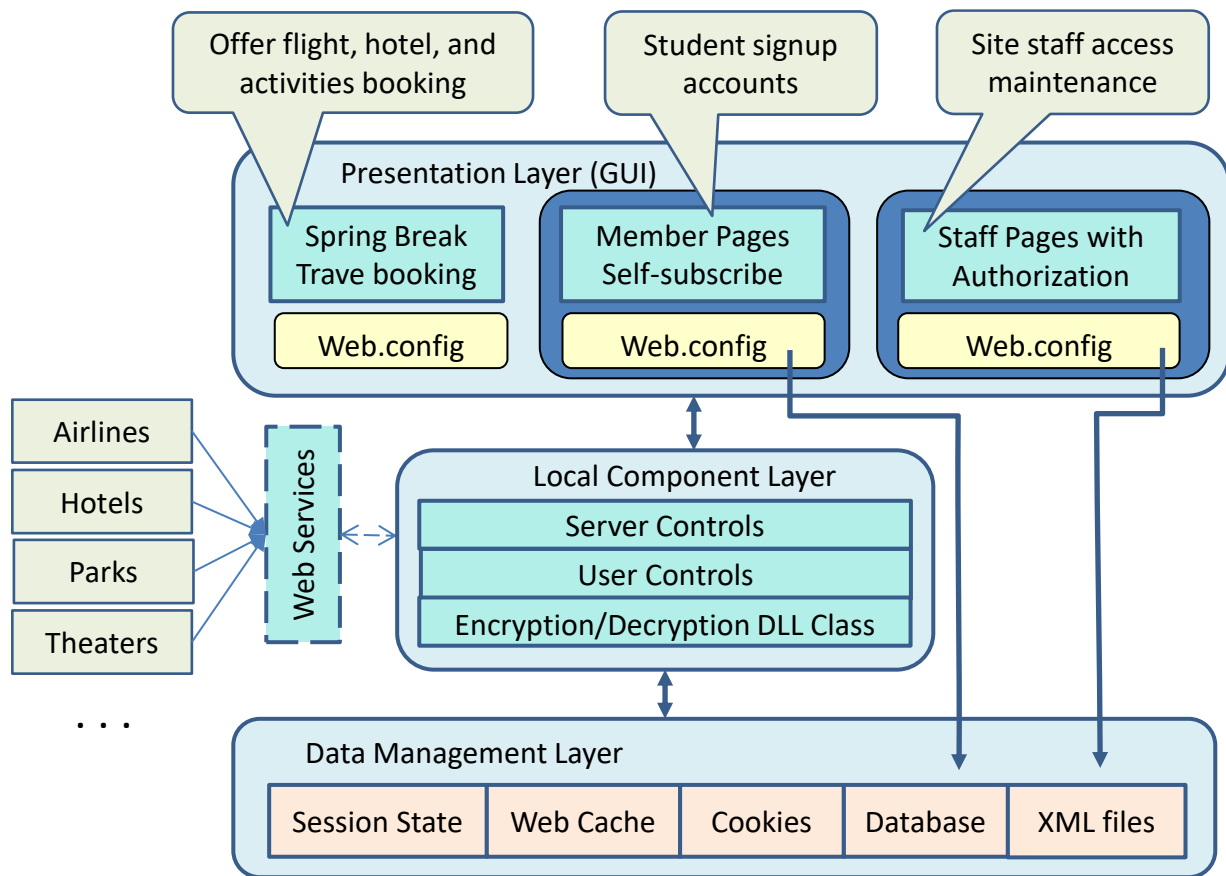 Offer flight, hotel, and
activities booking
Student signup
accounts
Site staff access
maintenance
Presentation Layer (GUI)
Spring Break
Trave booking
Member Pages
Self-subscribe
Staff Pages with
Authorization
Web.config
Web.config
Web.config
Airlines
Hotels
Parks
Theaters
. . .
Web Services
Local Component Layer
Server Controls
User Controls
Encryption/Decryption DLL Class
Data Management Layer
Session State
Web Cache
Cookies
Database
XML files